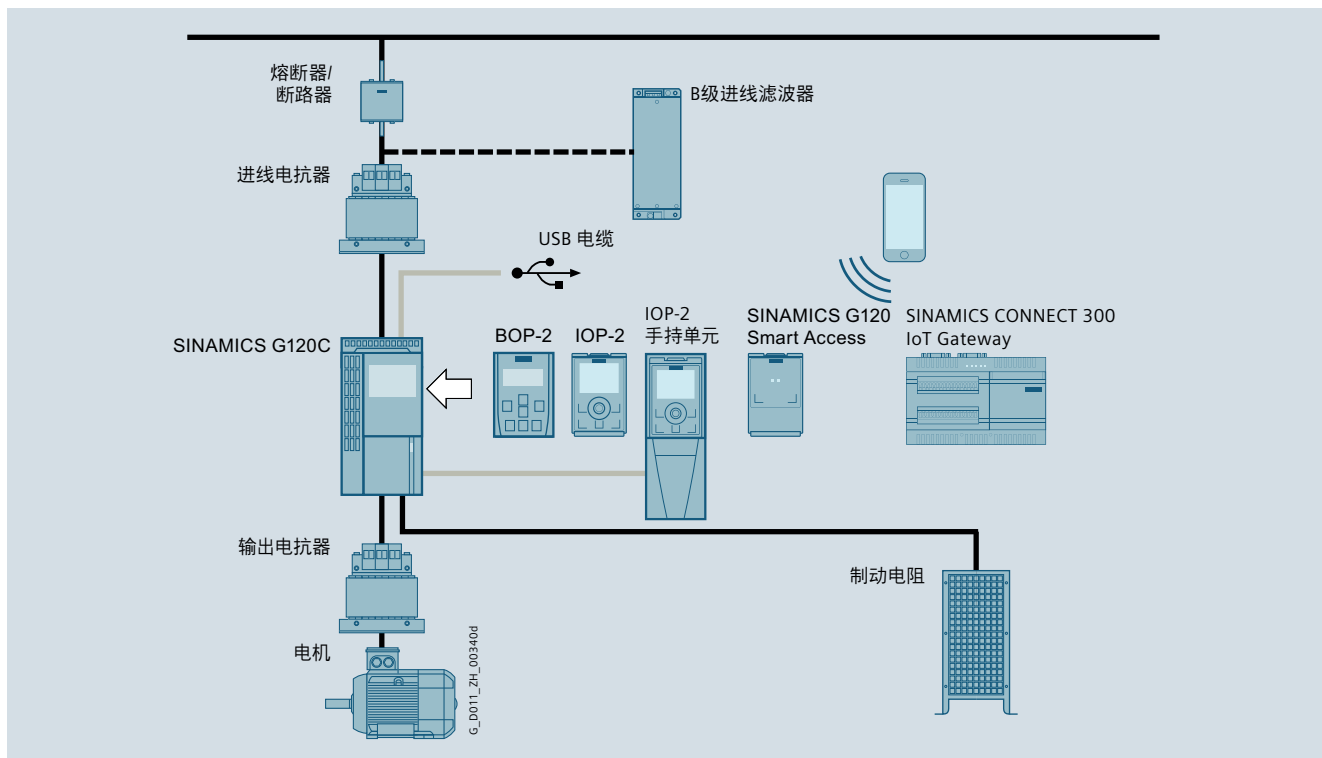 熔断器/
断路器
B级进线滤波器
进线电抗器
USB 电缆
SINAMICS G120C
BOP-2
IOP-2
IOP-2
手持单元
SINAMICS G120
Smart Access
SINAMICS CONNECT 300
IoT Gateway
输出电抗器
制动电阻
电机
G_D011_ZH_00340d